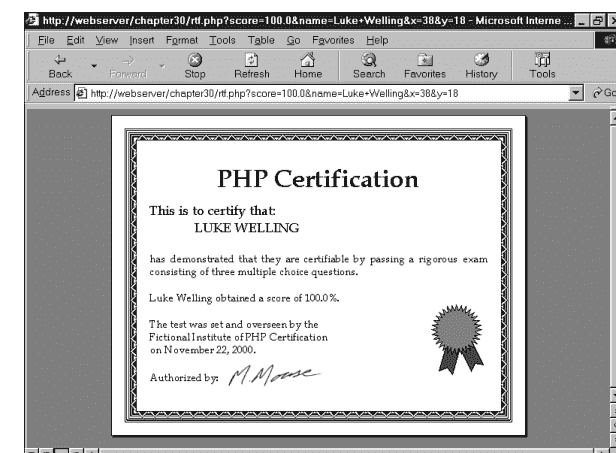 http://webserver/chapter30/rtf.php?score=100.0&name=Luke+Welling&x=38&y=18 - Microsoft Interne ...
File Edit View Insert Format Tools Table Go Favorites Help
Back Forward Stop Refresh Home Search Favorites History Tools
Address http://webserver/chapter30/rtf.php?score=100.0&name=Luke+Welling&x=38&y=18 Go
PHP Certification
This is to certify that:
LUKE WELLING
has demonstrated that they are certifiable by passing a rigorous exam
consisting of three multiple choice questions.
Luke Welling obtained a score of 100.0%.
The test was set and overseen by the
Fictional Institute of PHP Certification
on November 22, 2000.
Authorized by: M.Mouse